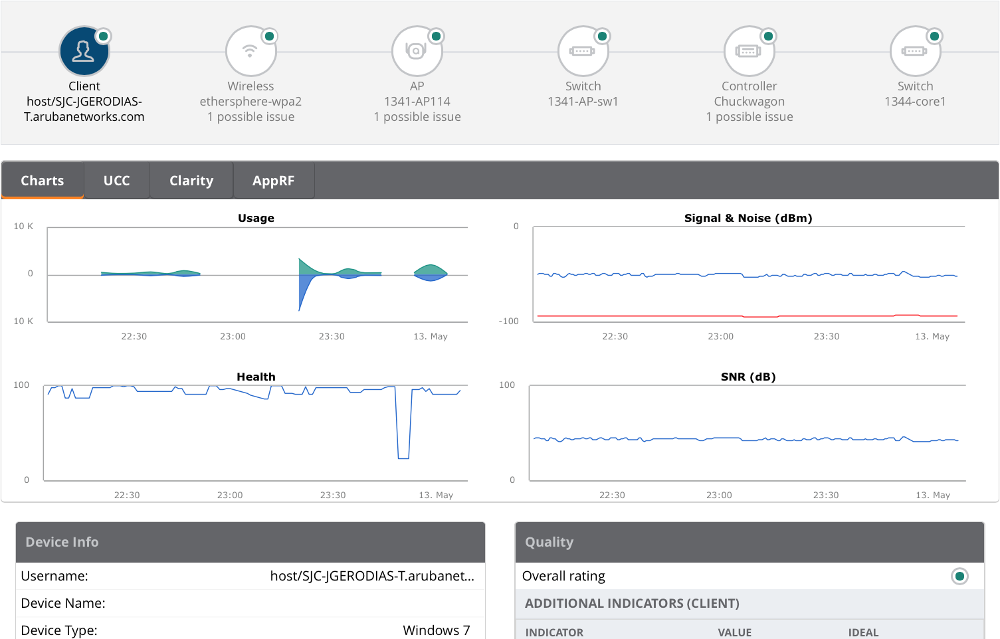 Client
host/SJC-JGERODIAS-
T.arubanetworks.com
Wireless
ethersphere-wpa2
1 possible issue
AP
1341-AP114
1 possible issue
Switch
1341-AP-sw1
Controller
Chuckwagon
1 possible issue
Switch
1344-core1
Charts
UCC
Clarity
AppRF
Usage
10 K
0
10 K
22:30
23:00
23:30
13. May
Signal & Noise (dBm)
0
-100
22:30
23:00
23:30
13. May
Health
100
0
22:30
23:00
23:30
13. May
SNR (dB)
100
0
22:30
23:00
23:30
13. May
Device Info
Username: host/SJC-JGERODIAS-T.arubanet...
Device Name:
Device Type: Windows 7
Quality
Overall rating
ADDITIONAL INDICATORS (CLIENT)
INDICATOR VALUE IDEAL